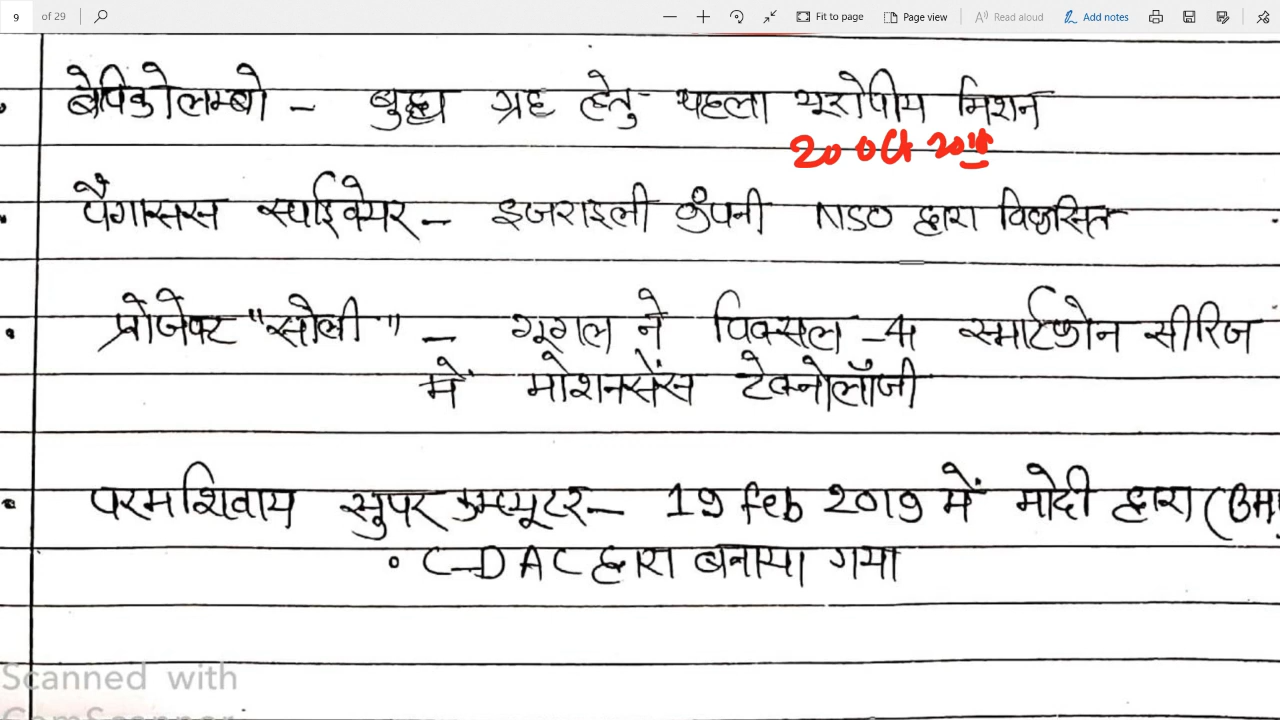 9 of 29 Fit to page Page view Read aloud Add notes
बेपिकोलम्बो - बुद्ध ग्रह हेतु पहला यूरोपीय मिशन
20 Oct
पैगासस स्पाईवेयर - इजराइली कंपनी NSO द्वारा विकसित
प्रोजेक्ट "सोली" - गूगल ने पिक्सल -4 स्मार्टफोन सीरिज
में मोशनसेंस टेक्नोलॉजी
परमशिवाय सुपर कम्प्यूटर - 19 Feb 2019 में मोदी द्वारा
• C-DAC द्वारा बनाया गया
Scanned with
CamScanner